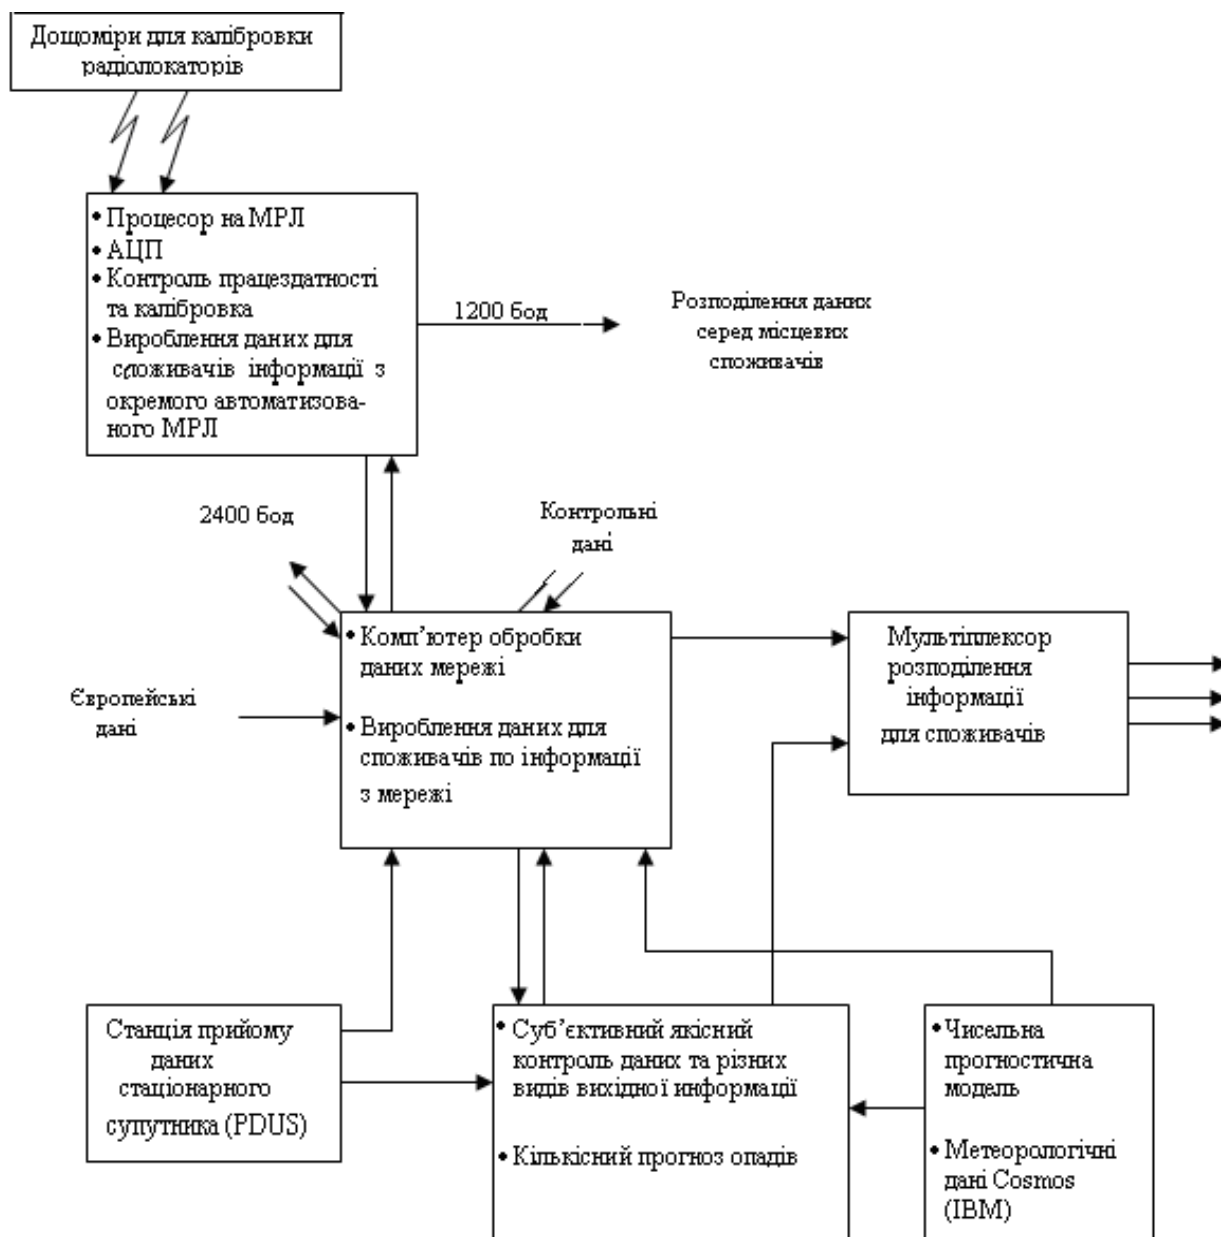 Дощоміри для калібровки
радіолокаторів
• Процесор на МРЛ
• АЦП
• Контроль працездатності
та калібровка
• Вироблення даних для
споживачів інформації з
окремого автоматизова-
ного МРЛ
1200 бод
Розподілення даних
серед місцевих
споживачів
2400 бод
Контрольні
дані
Європейські
дані
• Комп’ютер обробки
даних мережі
• Вироблення даних для
споживачів по інформації
з мережі
Мультіплексор
розподілення
інформації
для споживачів
Станція прийому
даних
стаціонарного
супутника (PDUS)
• Суб’єктивний якісний
контроль даних та різних
видів вихідної информації
• Кількісний прогноз опадів
• Чисельна
прогностична
модель
• Метеорологічні
дані Cosmos
(IBM)